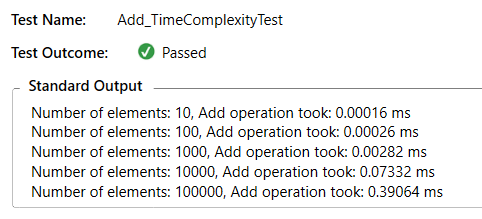 Test Name: Add_TimeComplexityTest
Test Outcome: Passed
Standard Output
Number of elements: 10, Add operation took: 0.00016 ms
Number of elements: 100, Add operation took: 0.00026 ms
Number of elements: 1000, Add operation took: 0.00282 ms
Number of elements: 10000, Add operation took: 0.07332 ms
Number of elements: 100000, Add operation took: 0.39064 ms